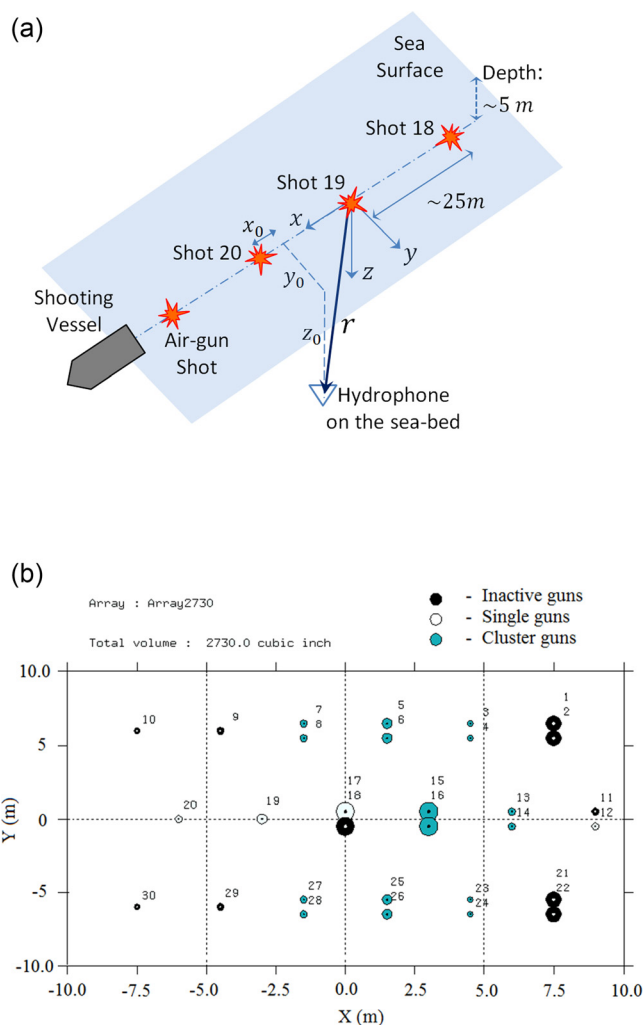 (a)
Sea
Surface
Depth:
~5 m
Shot 18
Shot 19
~25m
x
x₀
Shot 20
y
z
y₀
Shooting
Vessel
z₀
r
Air-gun
Shot
Hydrophone
on the sea-bed
(b)
Array : Array2730
- Inactive guns
- Single guns
Total volume : 2730.0 cubic inch
- Cluster guns
10.0
1
10 9 7 5 3 2
8 6 4
5
17 15
18 16 13 11
20 19 14 12
0
Y (m)
27 25 23 21
30 29 28 26 24 22
-5.0
-10.0
-10.0 -7.5 -5.0 -2.5 0.0 2.5 5.0 7.5 10.0
X (m)